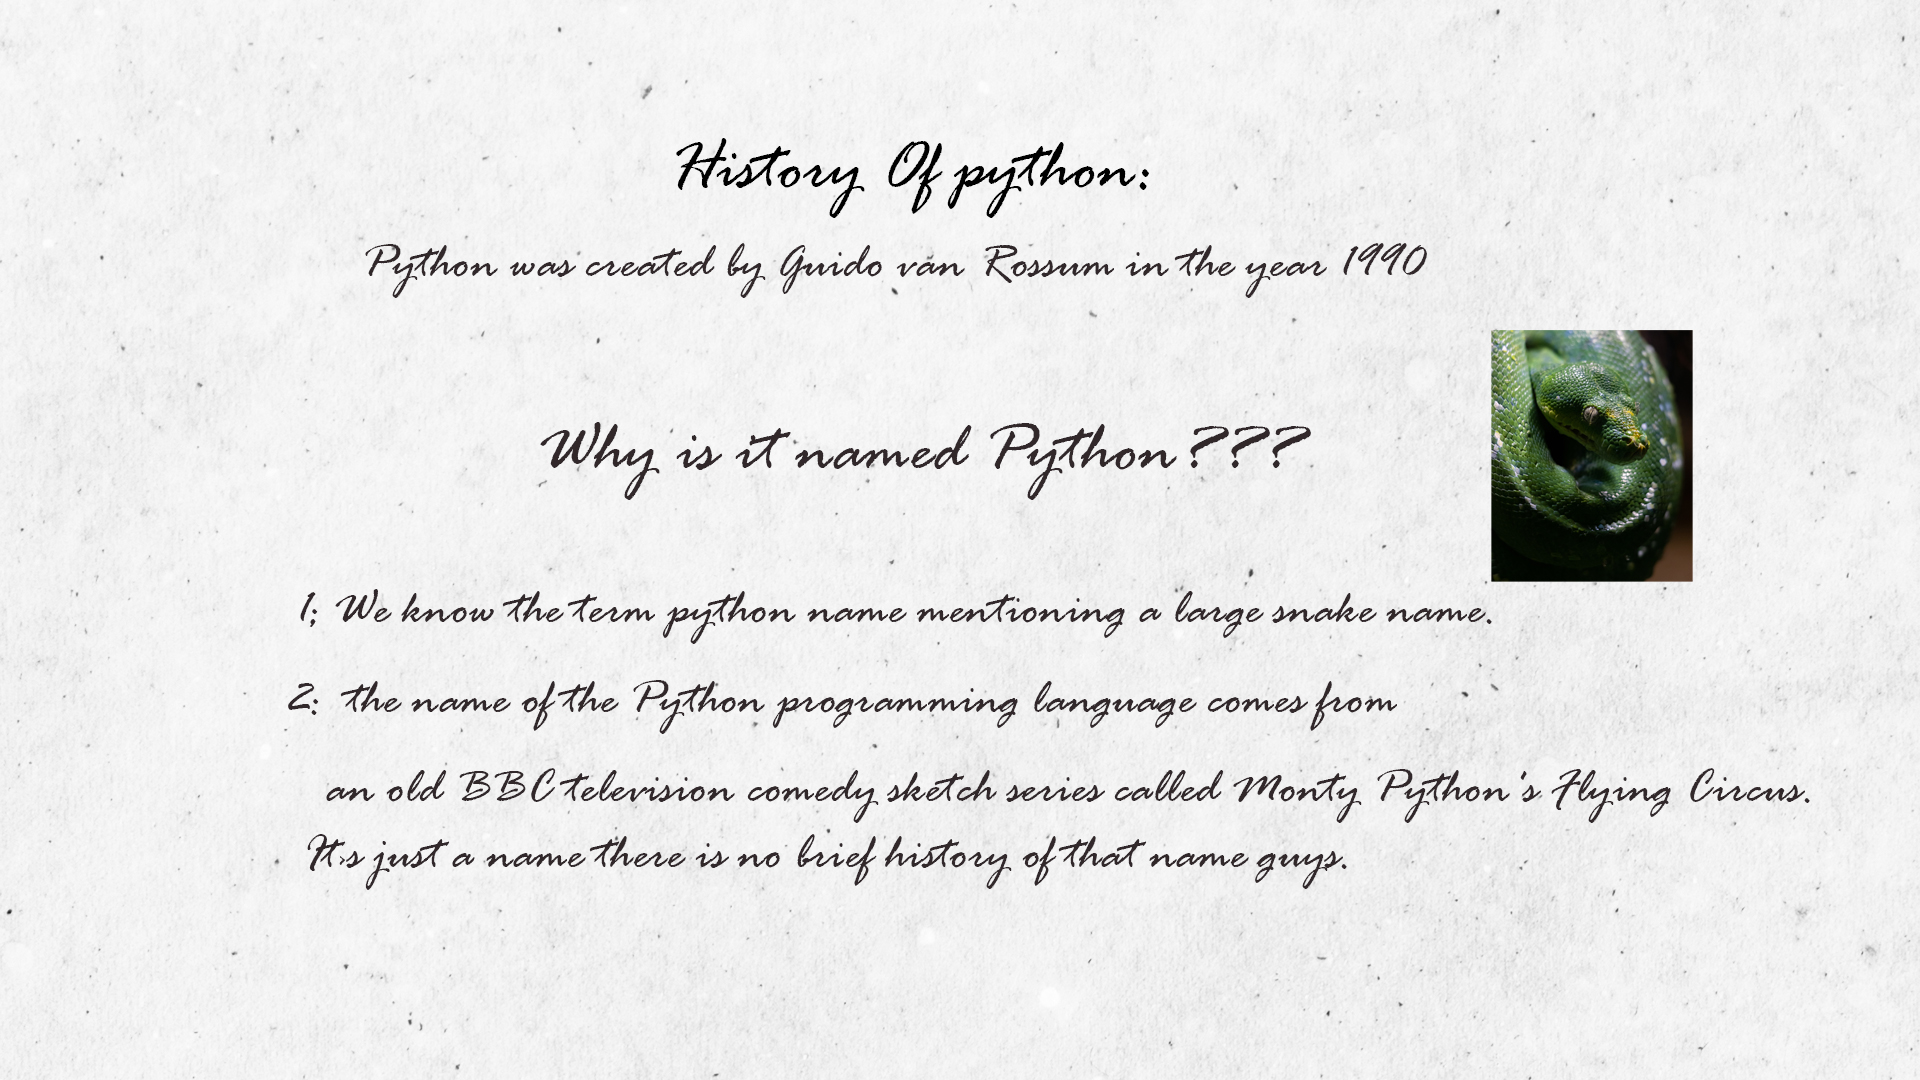 History Of python:
Python was created by Guido van Rossum in the year 1990
Why is it named Python???
1; We know the term python name mentioning a large snake name.
2; the name of the Python programming language comes from
an old BBC television comedy sketch series called Monty Python's Flying Circus.
It,s just a name there is no brief history of that name guys.